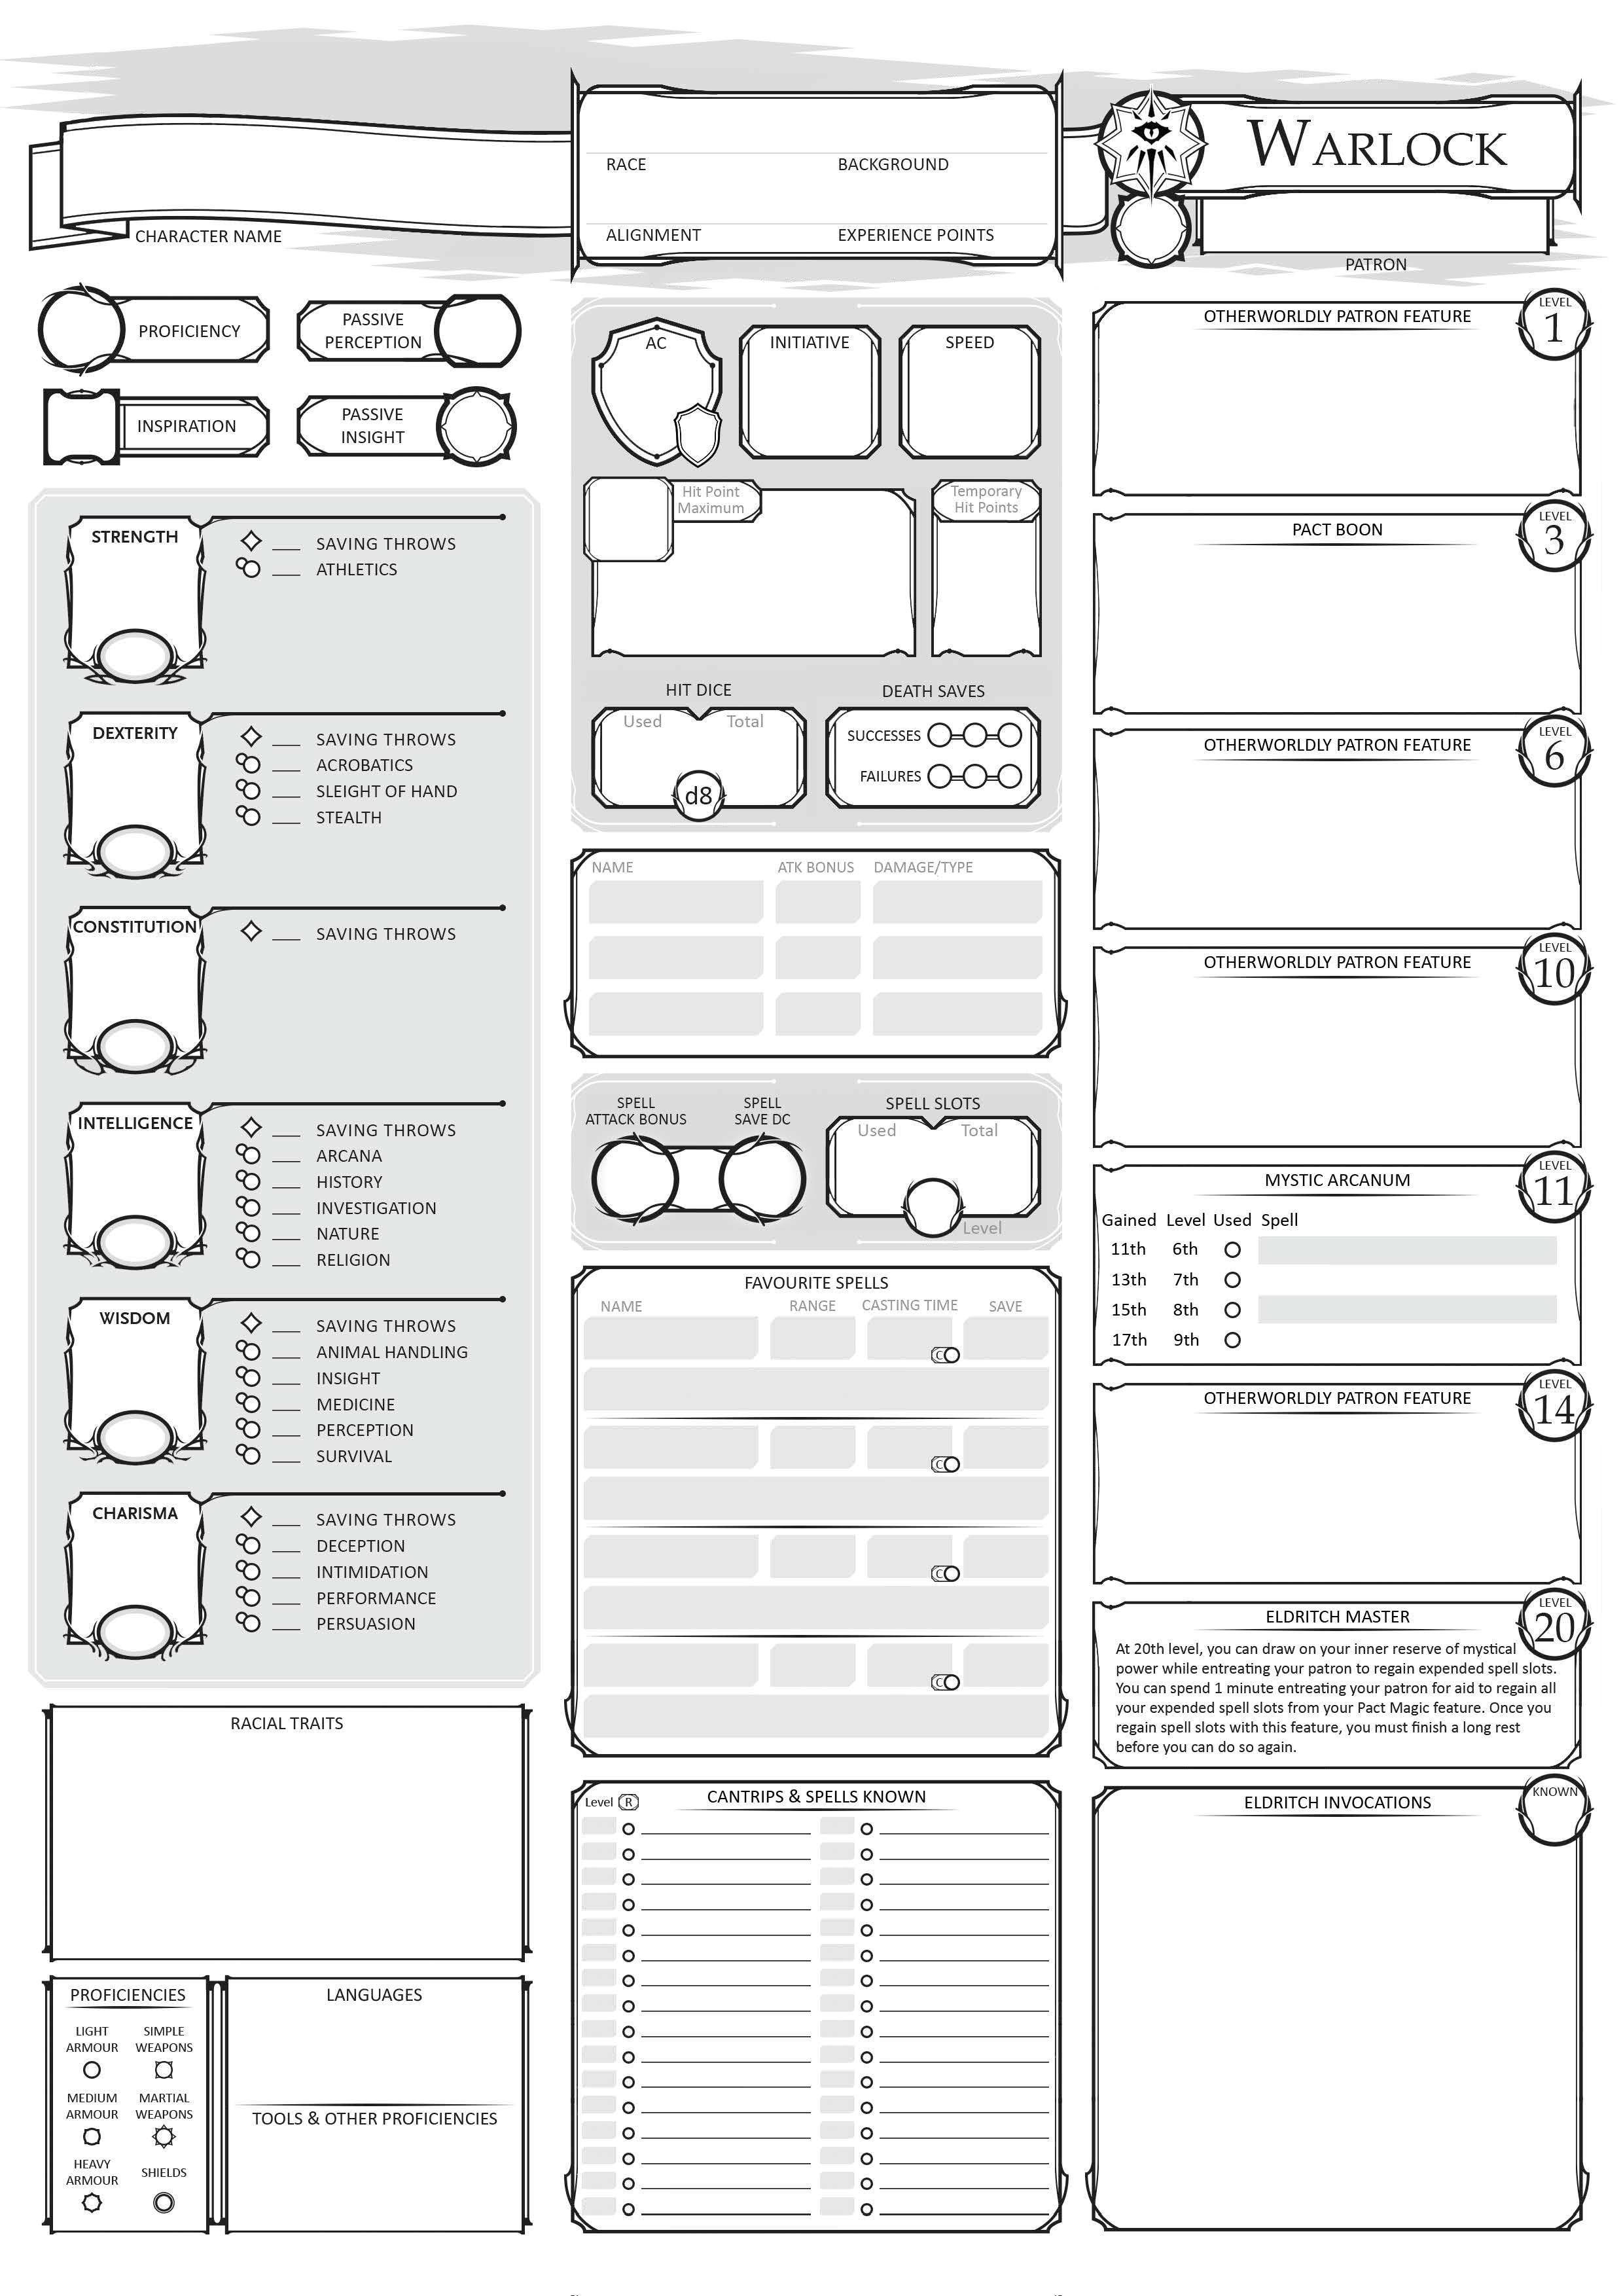 WARLOCK
RACE BACKGROUND
ALIGNMENT EXPERIENCE POINTS
CHARACTER NAME
PATRON
PROFICIENCY
PASSIVE
PERCEPTION
INSPIRATION
PASSIVE
INSIGHT
STRENGTH
SAVING THROWS
ATHLETICS
DEXTERITY
SAVING THROWS
ACROBATICS
SLEIGHT OF HAND
STEALTH
CONSTITUTION
SAVING THROWS
INTELLIGENCE
SAVING THROWS
ARCANA
HISTORY
INVESTIGATION
NATURE
RELIGION
WISDOM
SAVING THROWS
ANIMAL HANDLING
INSIGHT
MEDICINE
PERCEPTION
SURVIVAL
CHARISMA
SAVING THROWS
DECEPTION
INTIMIDATION
PERFORMANCE
PERSUASION
RACIAL TRAITS
PROFICIENCIES
LIGHT
ARMOUR
SIMPLE
WEAPONS
MEDIUM
ARMOUR
MARTIAL
WEAPONS
HEAVY
ARMOUR
SHIELDS
LANGUAGES
TOOLS & OTHER PROFICIENCIES
AC
INITIATIVE
SPEED
Hit Point
Maximum
Temporary
Hit Points
HIT DICE
Used Total
d8
DEATH SAVES
SUCCESSES
FAILURES
NAME ATK BONUS DAMAGE/TYPE
SPELL
ATTACK BONUS
SPELL
SAVE DC
SPELL SLOTS
Used Total
Level
FAVOURITE SPELLS
NAME RANGE CASTING TIME SAVE
C
C
C
C
Level R CANTRIPS & SPELLS KNOWN
OTHERWORLDLY PATRON FEATURE
LEVEL
1
PACT BOON
LEVEL
3
OTHERWORLDLY PATRON FEATURE
LEVEL
6
OTHERWORLDLY PATRON FEATURE
LEVEL
10
MYSTIC ARCANUM
LEVEL
11
Gained Level Used Spell
11th 6th
13th 7th
15th 8th
17th 9th
OTHERWORLDLY PATRON FEATURE
LEVEL
14
ELDRITCH MASTER
LEVEL
20
At 20th level, you can draw on your inner reserve of mystical
power while entreating your patron to regain expended spell slots.
You can spend 1 minute entreating your patron for aid to regain all
your expended spell slots from your Pact Magic feature. Once you
regain spell slots with this feature, you must finish a long rest
before you can do so again.
ELDRITCH INVOCATIONS
KNOWN